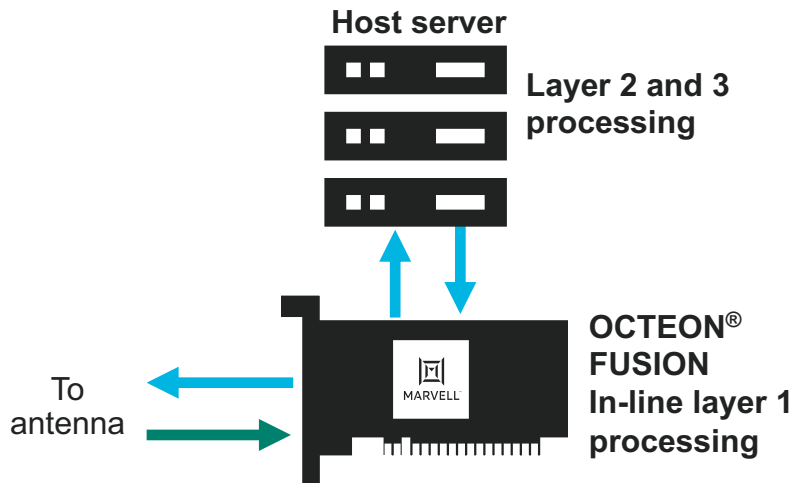 Host server
Layer 2 and 3
processing
OCTEON®
FUSION
In-line layer 1
processing
MARVELL
To
antenna